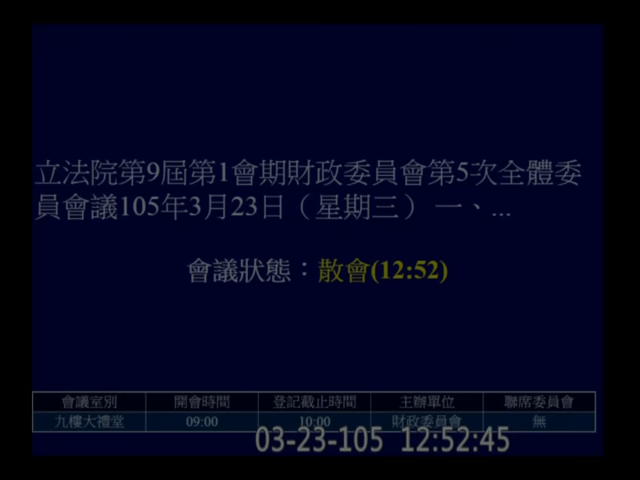 立法院第9屆第1會期財政委員會第5次全體委
員會議105年3月23日（星期三） 一、...
會議狀態：散會(12:52)
會議室別 開會時間 登記截止時間 主辦單位 聯席委員會
九樓大禮堂 09:00 10:00 財政委員會 無
03-23-105 12:52:45